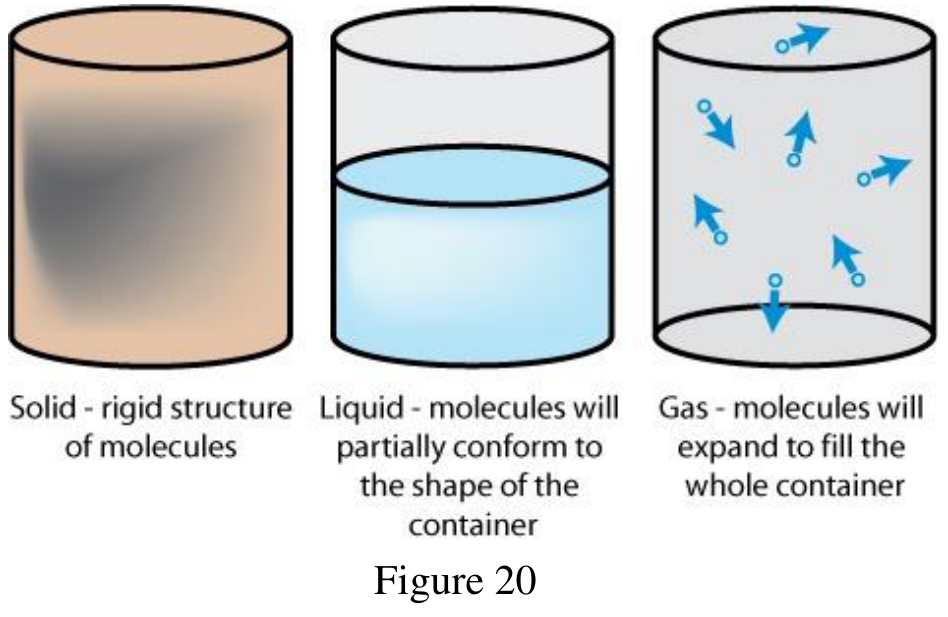 Solid - rigid structure
of molecules
Liquid - molecules will
partially conform to
the shape of the
container
Gas - molecules will
expand to fill the
whole container
Figure 20